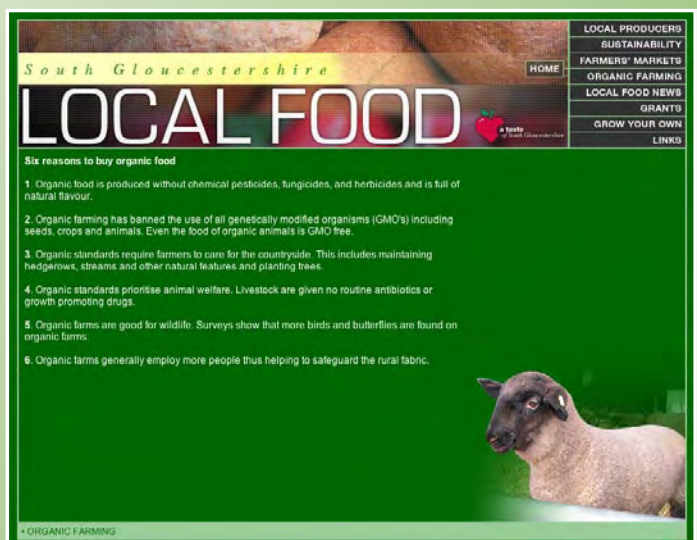 LOCAL PRODUCERS
SUSTAINABILITY
FARMERS' MARKETS
ORGANIC FARMING
LOCAL FOOD NEWS
GRANTS
GROW YOUR OWN
LINKS
South Gloucestershire
HOME
LOCAL FOOD
a taste
of South Gloucestershire
Six reasons to buy organic food
1. Organic food is produced without chemical pesticides, fungicides, and herbicides and is full of
natural flavour.
2. Organic farming has banned the use of all genetically modified organisms (GMO's) including
seeds, crops and animals. Even the food of organic animals is GMO free.
3. Organic standards require farmers to care for the countryside. This includes maintaining
hedgerows, streams and other natural features and planting trees.
4. Organic standards prioritise animal welfare. Livestock are given no routine antibiotics or
growth promoting drugs.
5. Organic farms are good for wildlife. Surveys show that more birds and butterflies are found on
organic farms.
6. Organic farms generally employ more people thus helping to safeguard the rural fabric.
• ORGANIC FARMING